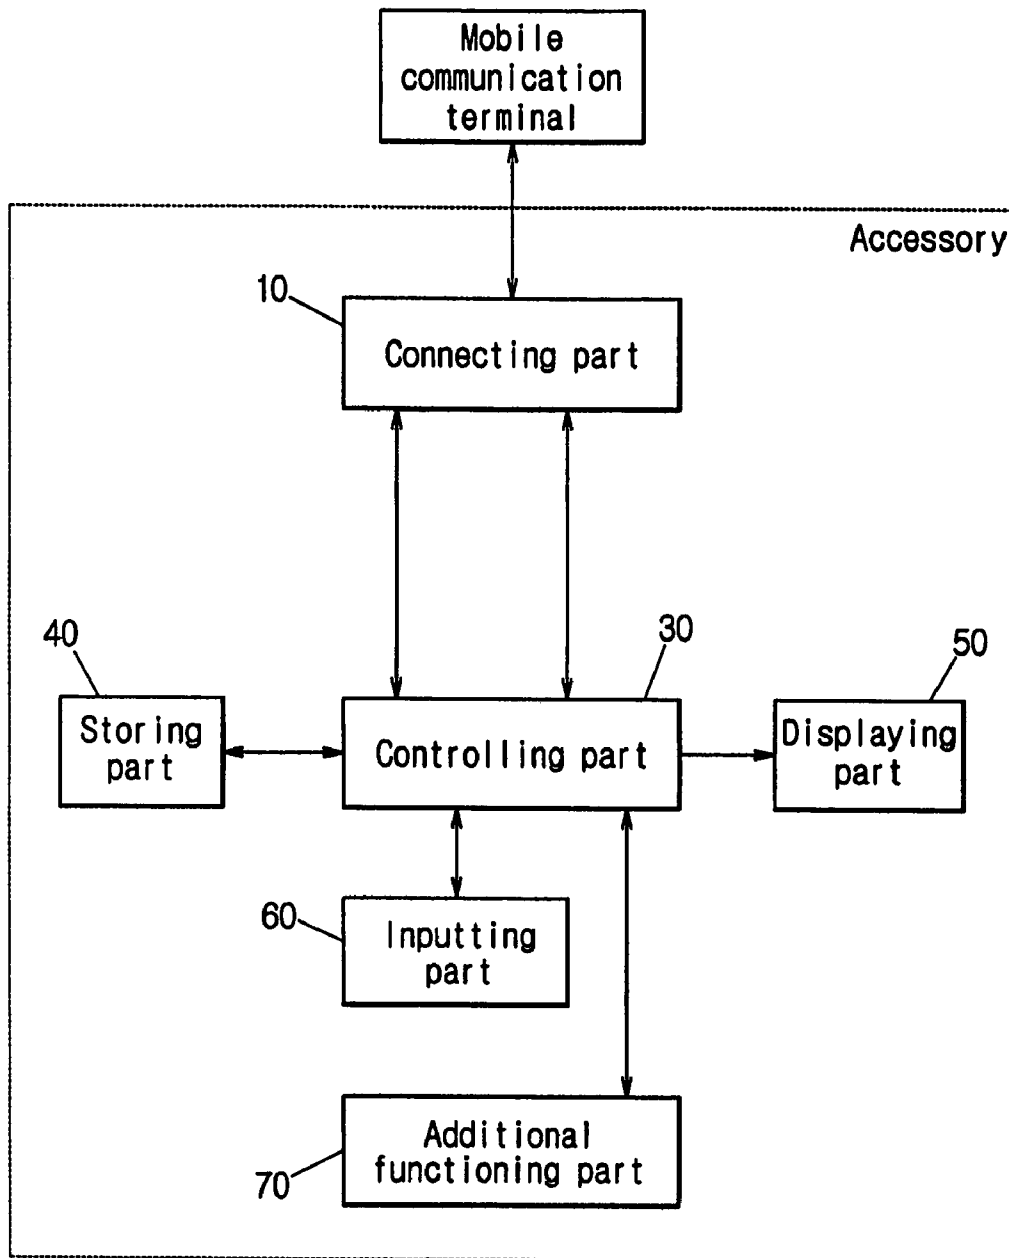 Mobile
communication
terminal
Accessory
10
Connecting part
40
30
50
Storing
part
Controlling part
Displaying
part
60
Inputting
part
Additional
functioning part
70